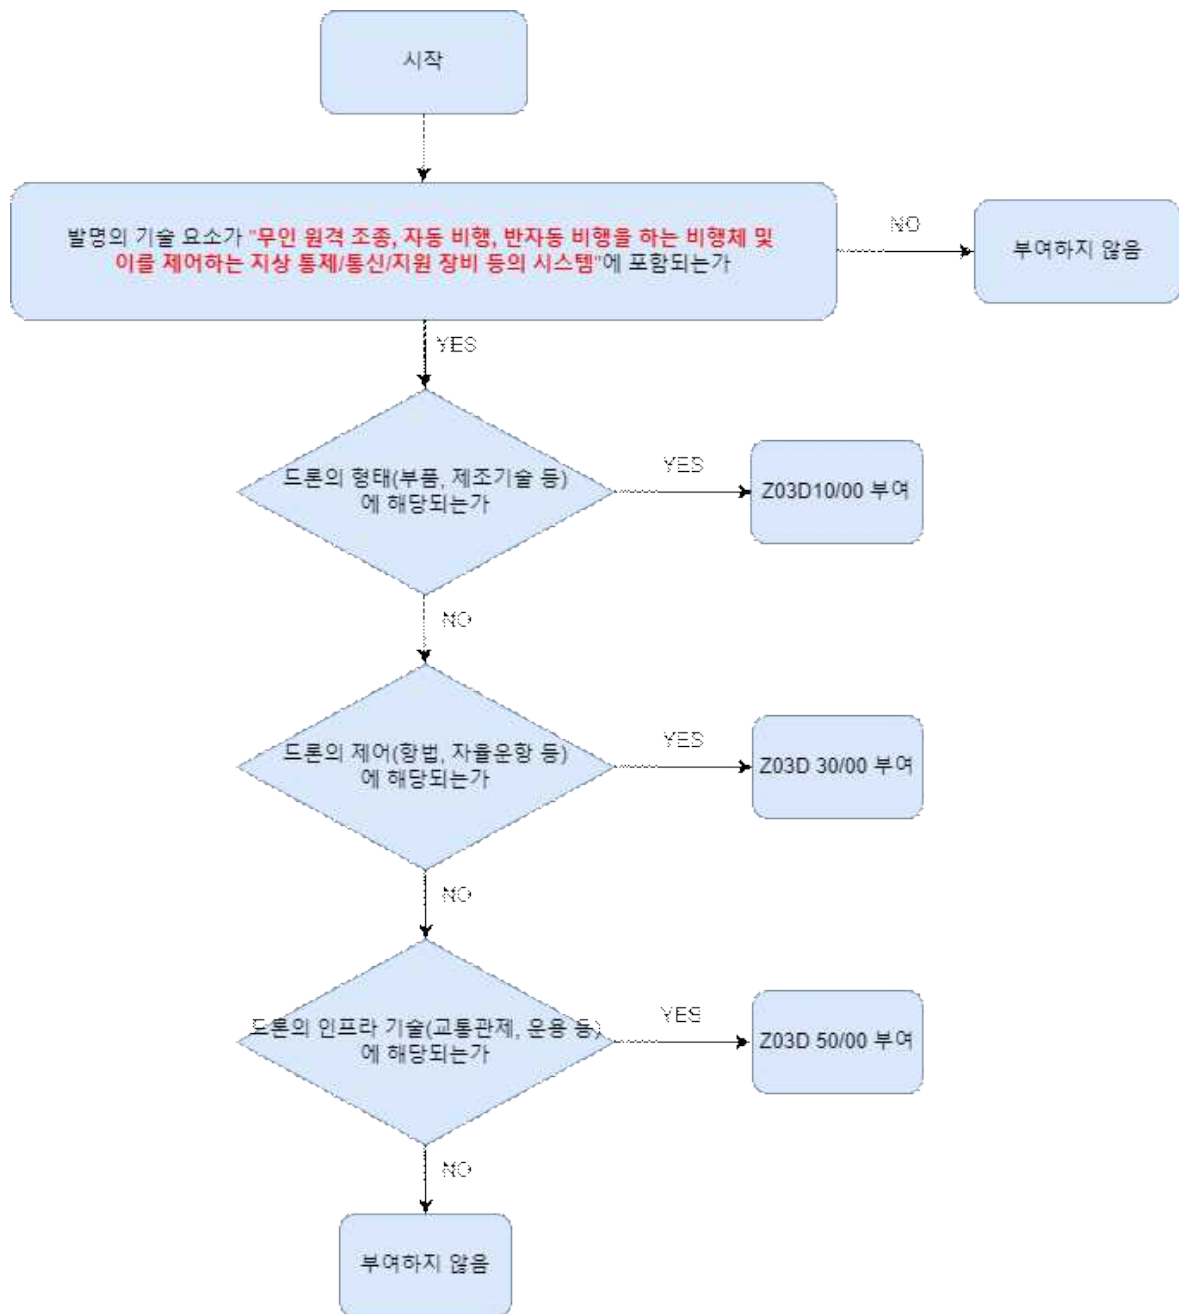 시작
발명의 기술 요소가 "무인 원격 조종, 자동 비행, 반자동 비행을 하는 비행체 및
이를 제어하는 지상 통제/통신/지원 장비 등의 시스템"에 포함되는가
NO
부여하지 않음
YES
드론의 형태(부품, 제조기술 등)
에 해당되는가
YES
Z03D10/00 부여
NO
드론의 제어(항법, 자율운항 등)
에 해당되는가
YES
Z03D 30/00 부여
NO
드론의 인프라 기술(교통관제, 운용 등)
에 해당되는가
YES
Z03D 50/00 부여
NO
부여하지 않음